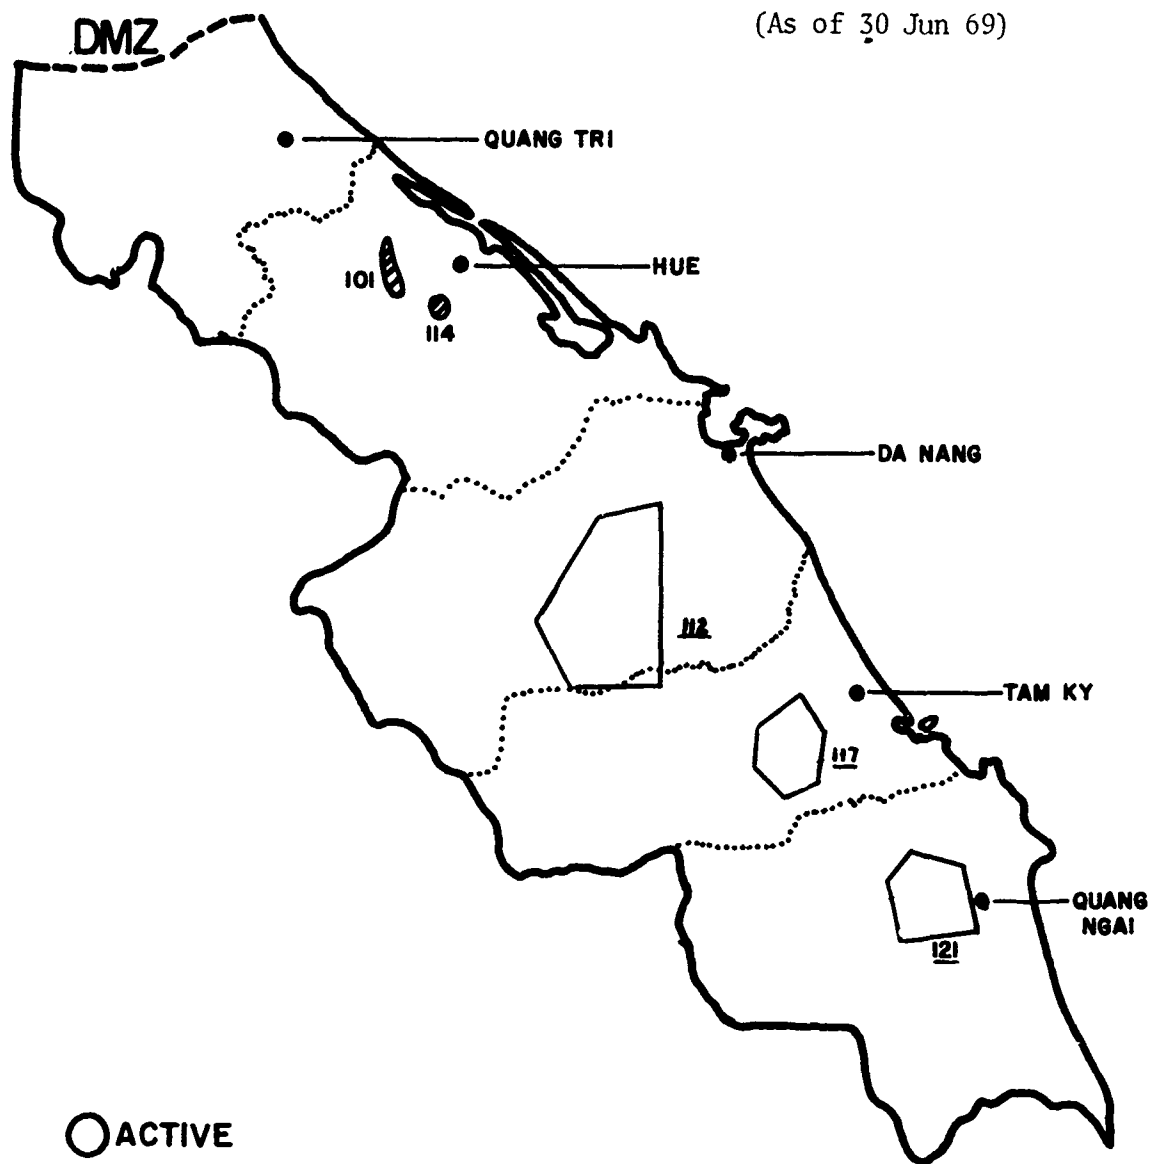 (As of 30 Jun 69)
DMZ
QUANG TRI
HUE
101
114
DA NANG
112
TAM KY
117
QUANG
NGAI
121
ACTIVE